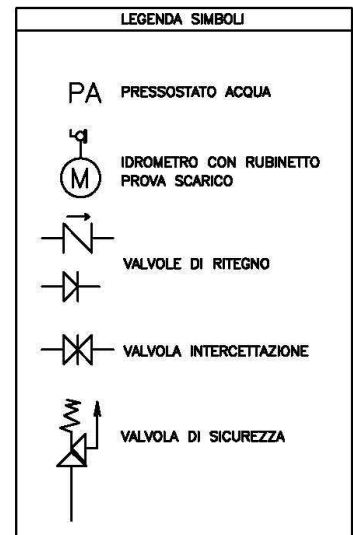 LEGENDA SIMBOLI
PA PRESSOSTATO ACQUA
M IDROMETRO CON RUBINETTO
PROVA SCARICO
VALVOLE DI RITEGNO
VALVOLA INTERCETTAZIONE
VALVOLA DI SICUREZZA